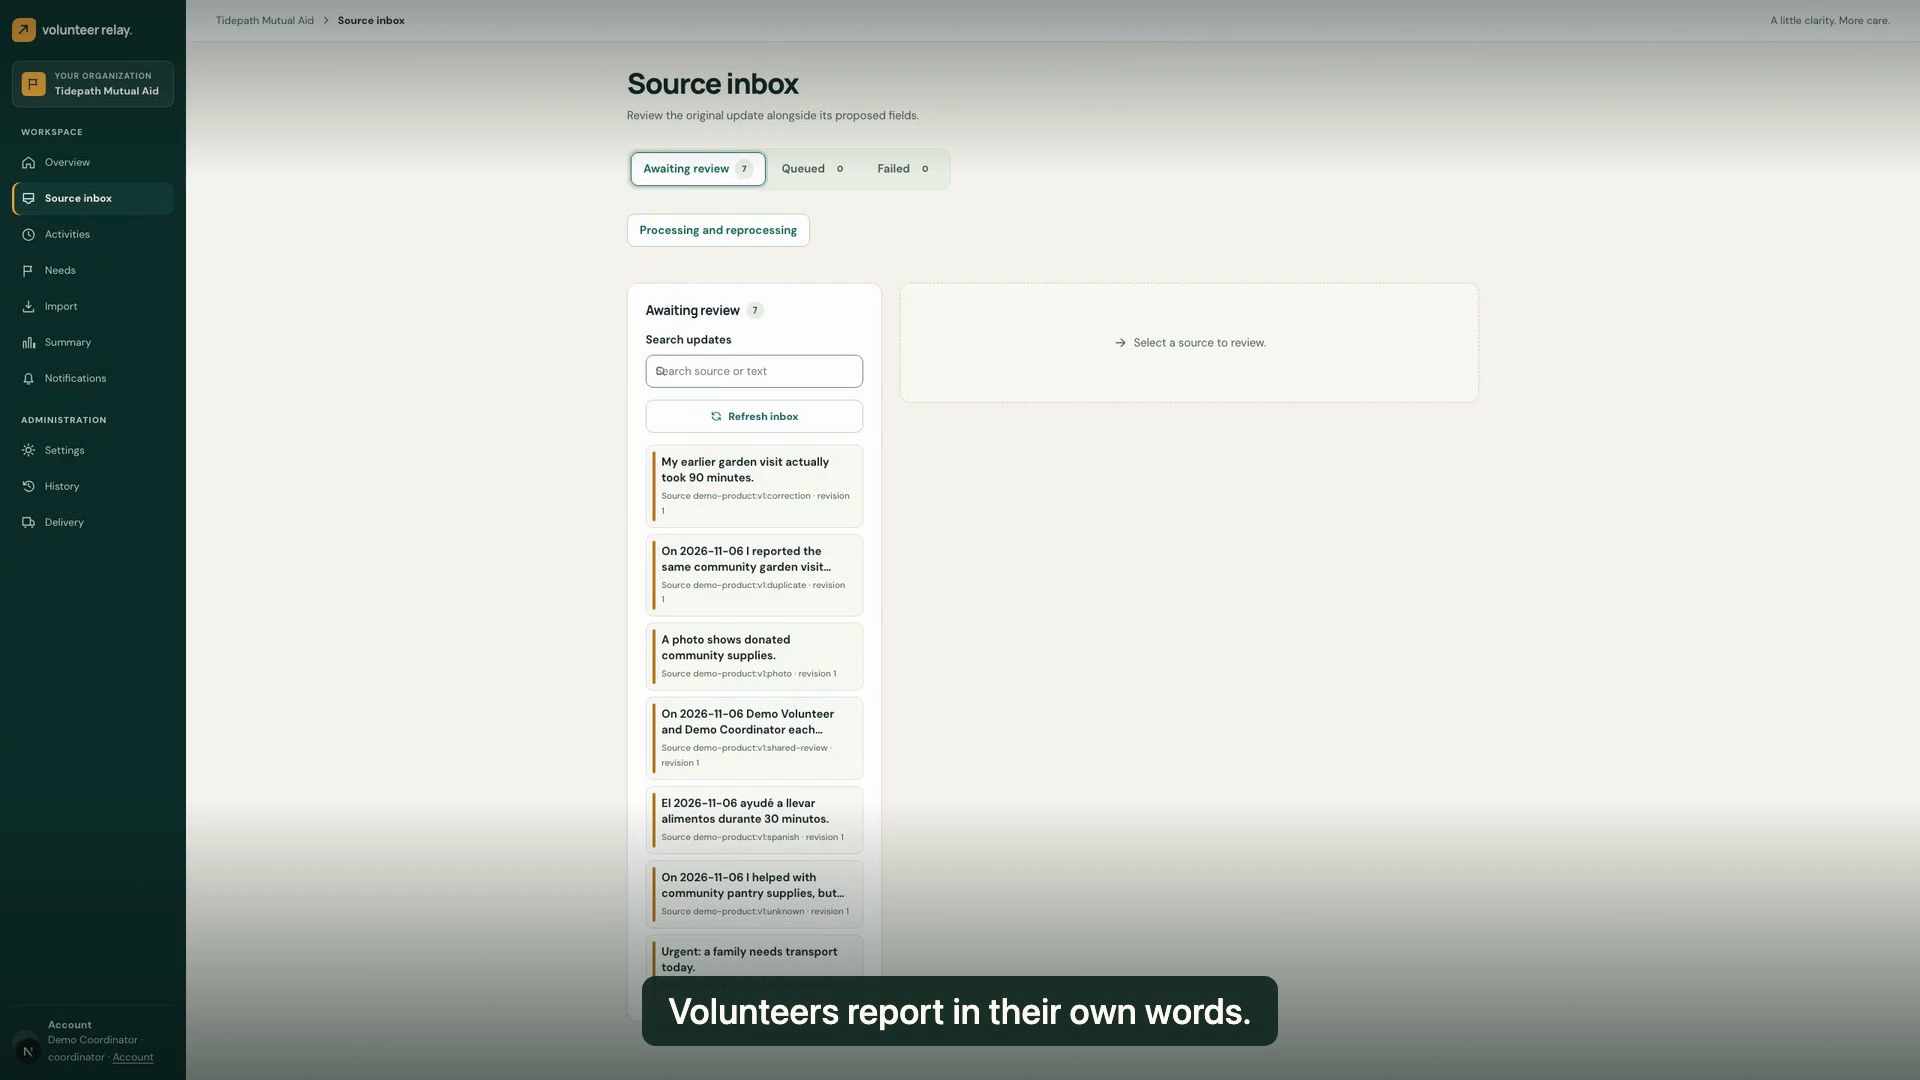 volunteer relay.
YOUR ORGANIZATION
Tidepath Mutual Aid
WORKSPACE
Overview
Source inbox
Activities
Needs
Import
Summary
Notifications
ADMINISTRATION
Settings
History
Delivery
N
Account
Demo Coordinator ·
coordinator · Account
Tidepath Mutual Aid > Source inbox
A little clarity. More care.
Source inbox
Review the original update alongside its proposed fields.
Awaiting review 7
Queued 0
Failed 0
Processing and reprocessing
Awaiting review 7
Search updates
Search source or text
Refresh inbox
My earlier garden visit actually
took 90 minutes.
Source demo-product:v1:correction · revision
1
On 2026-11-06 I reported the
same community garden visit...
Source demo-product:v1:duplicate · revision
1
A photo shows donated
community supplies.
Source demo-product:v1:photo · revision 1
On 2026-11-06 Demo Volunteer
and Demo Coordinator each...
Source demo-product:v1:shared-review ·
revision 1
El 2026-11-06 ayudé a llevar
alimentos durante 30 minutos.
Source demo-product:v1:spanish · revision 1
On 2026-11-06 I helped with
community pantry supplies, but...
Source demo-product:v1:unknown · revision 1
Urgent: a family needs transport
today.
→ Select a source to review.
Volunteers report in their own words.